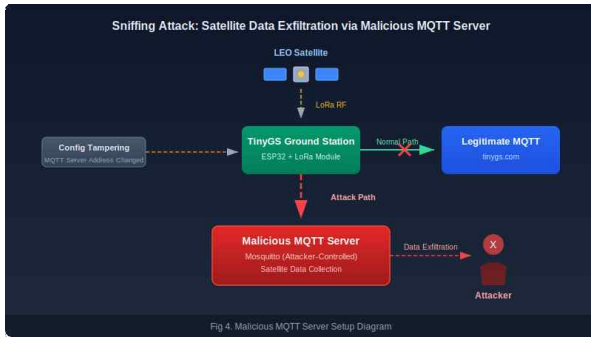 Sniffing Attack: Satellite Data Exfiltration via Malicious MQTT Server
LEO Satellite
LoRa RF
Config Tampering
MQTT Server Address Changed
TinyGS Ground Station
ESP32 + LoRa Module
Normal Path
Legitimate MQTT
tinygs.com
Attack Path
Malicious MQTT Server
Mosquitto (Attacker-Controlled)
Satellite Data Collection
Data Exfiltration
X
Attacker
Fig 4. Malicious MQTT Server Setup Diagram